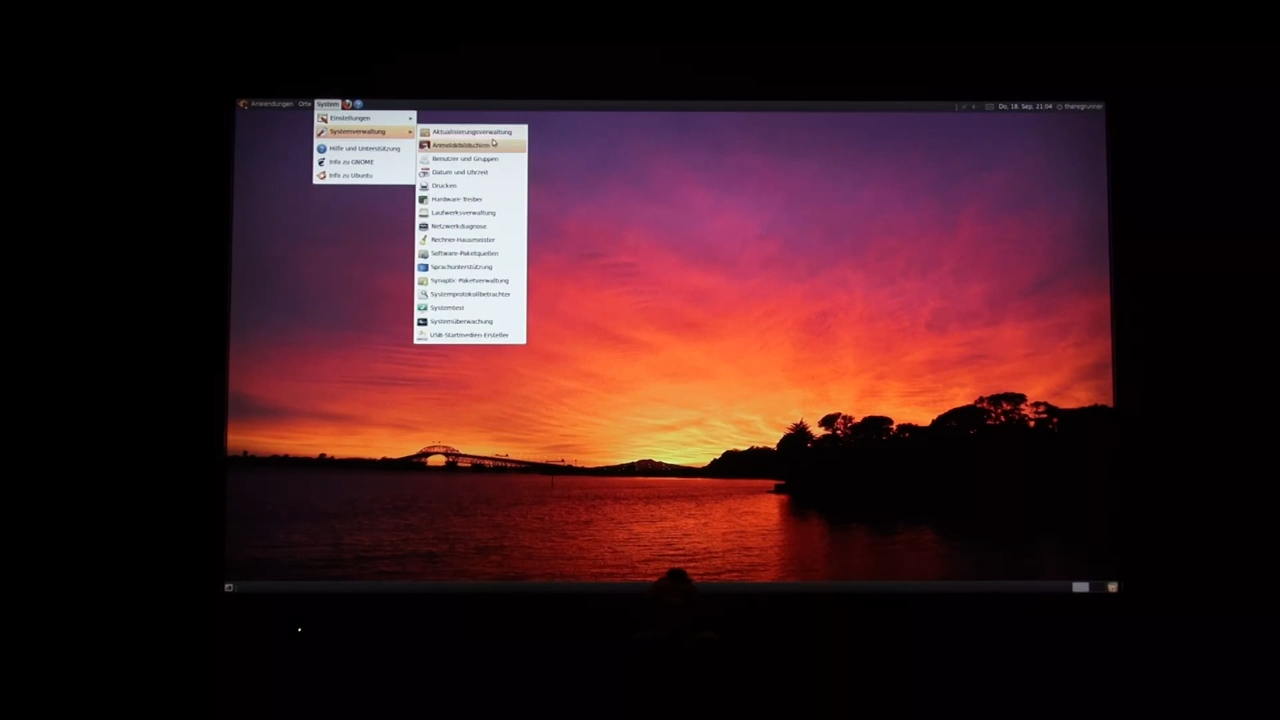 Anwendungen Orte System
Do, 18. Sep, 21:04
Einstellungen
Systemverwaltung
Hilfe und Unterstützung
Info zu GNOME
Info zu Ubuntu
Aktualisierungsverwaltung
Anmeldebildschirm
Benutzer und Gruppen
Datum und Uhrzeit
Drucken
Hardware-Treiber
Laufwerksverwaltung
Netzwerkdiagnose
Rechner-Hausmeister
Software-Paketquellen
Sprachunterstützung
Synaptic-Paketverwaltung
Systemprotokollbetrachter
Systemtest
Systemüberwachung
USB-Startmedien-Ersteller